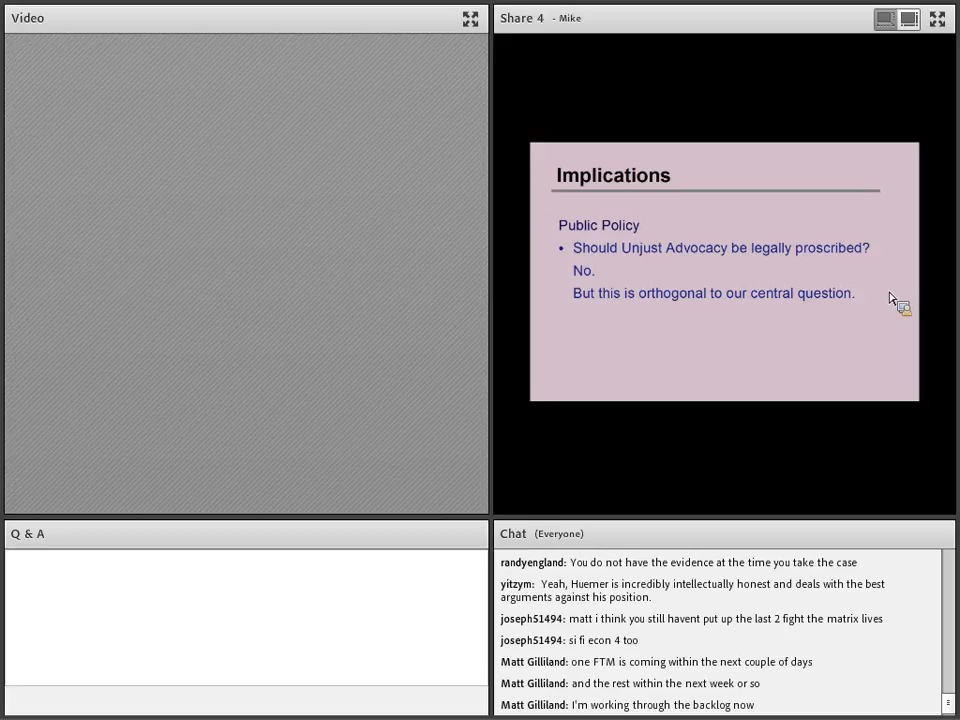 Video
Share 4 - Mike
Implications
Public Policy
• Should Unjust Advocacy be legally proscribed?
No.
But this is orthogonal to our central question.
Q & A
Chat (Everyone)
randyengland: You do not have the evidence at the time you take the case
yitzym: Yeah, Huemer is incredibly intellectually honest and deals with the best
arguments against his position.
joseph51494: matt i think you still havent put up the last 2 fight the matrix lives
joseph51494: si fi econ 4 too
Matt Gilliland: one FTM is coming within the next couple of days
Matt Gilliland: and the rest within the next week or so
Matt Gilliland: I'm working through the backlog now